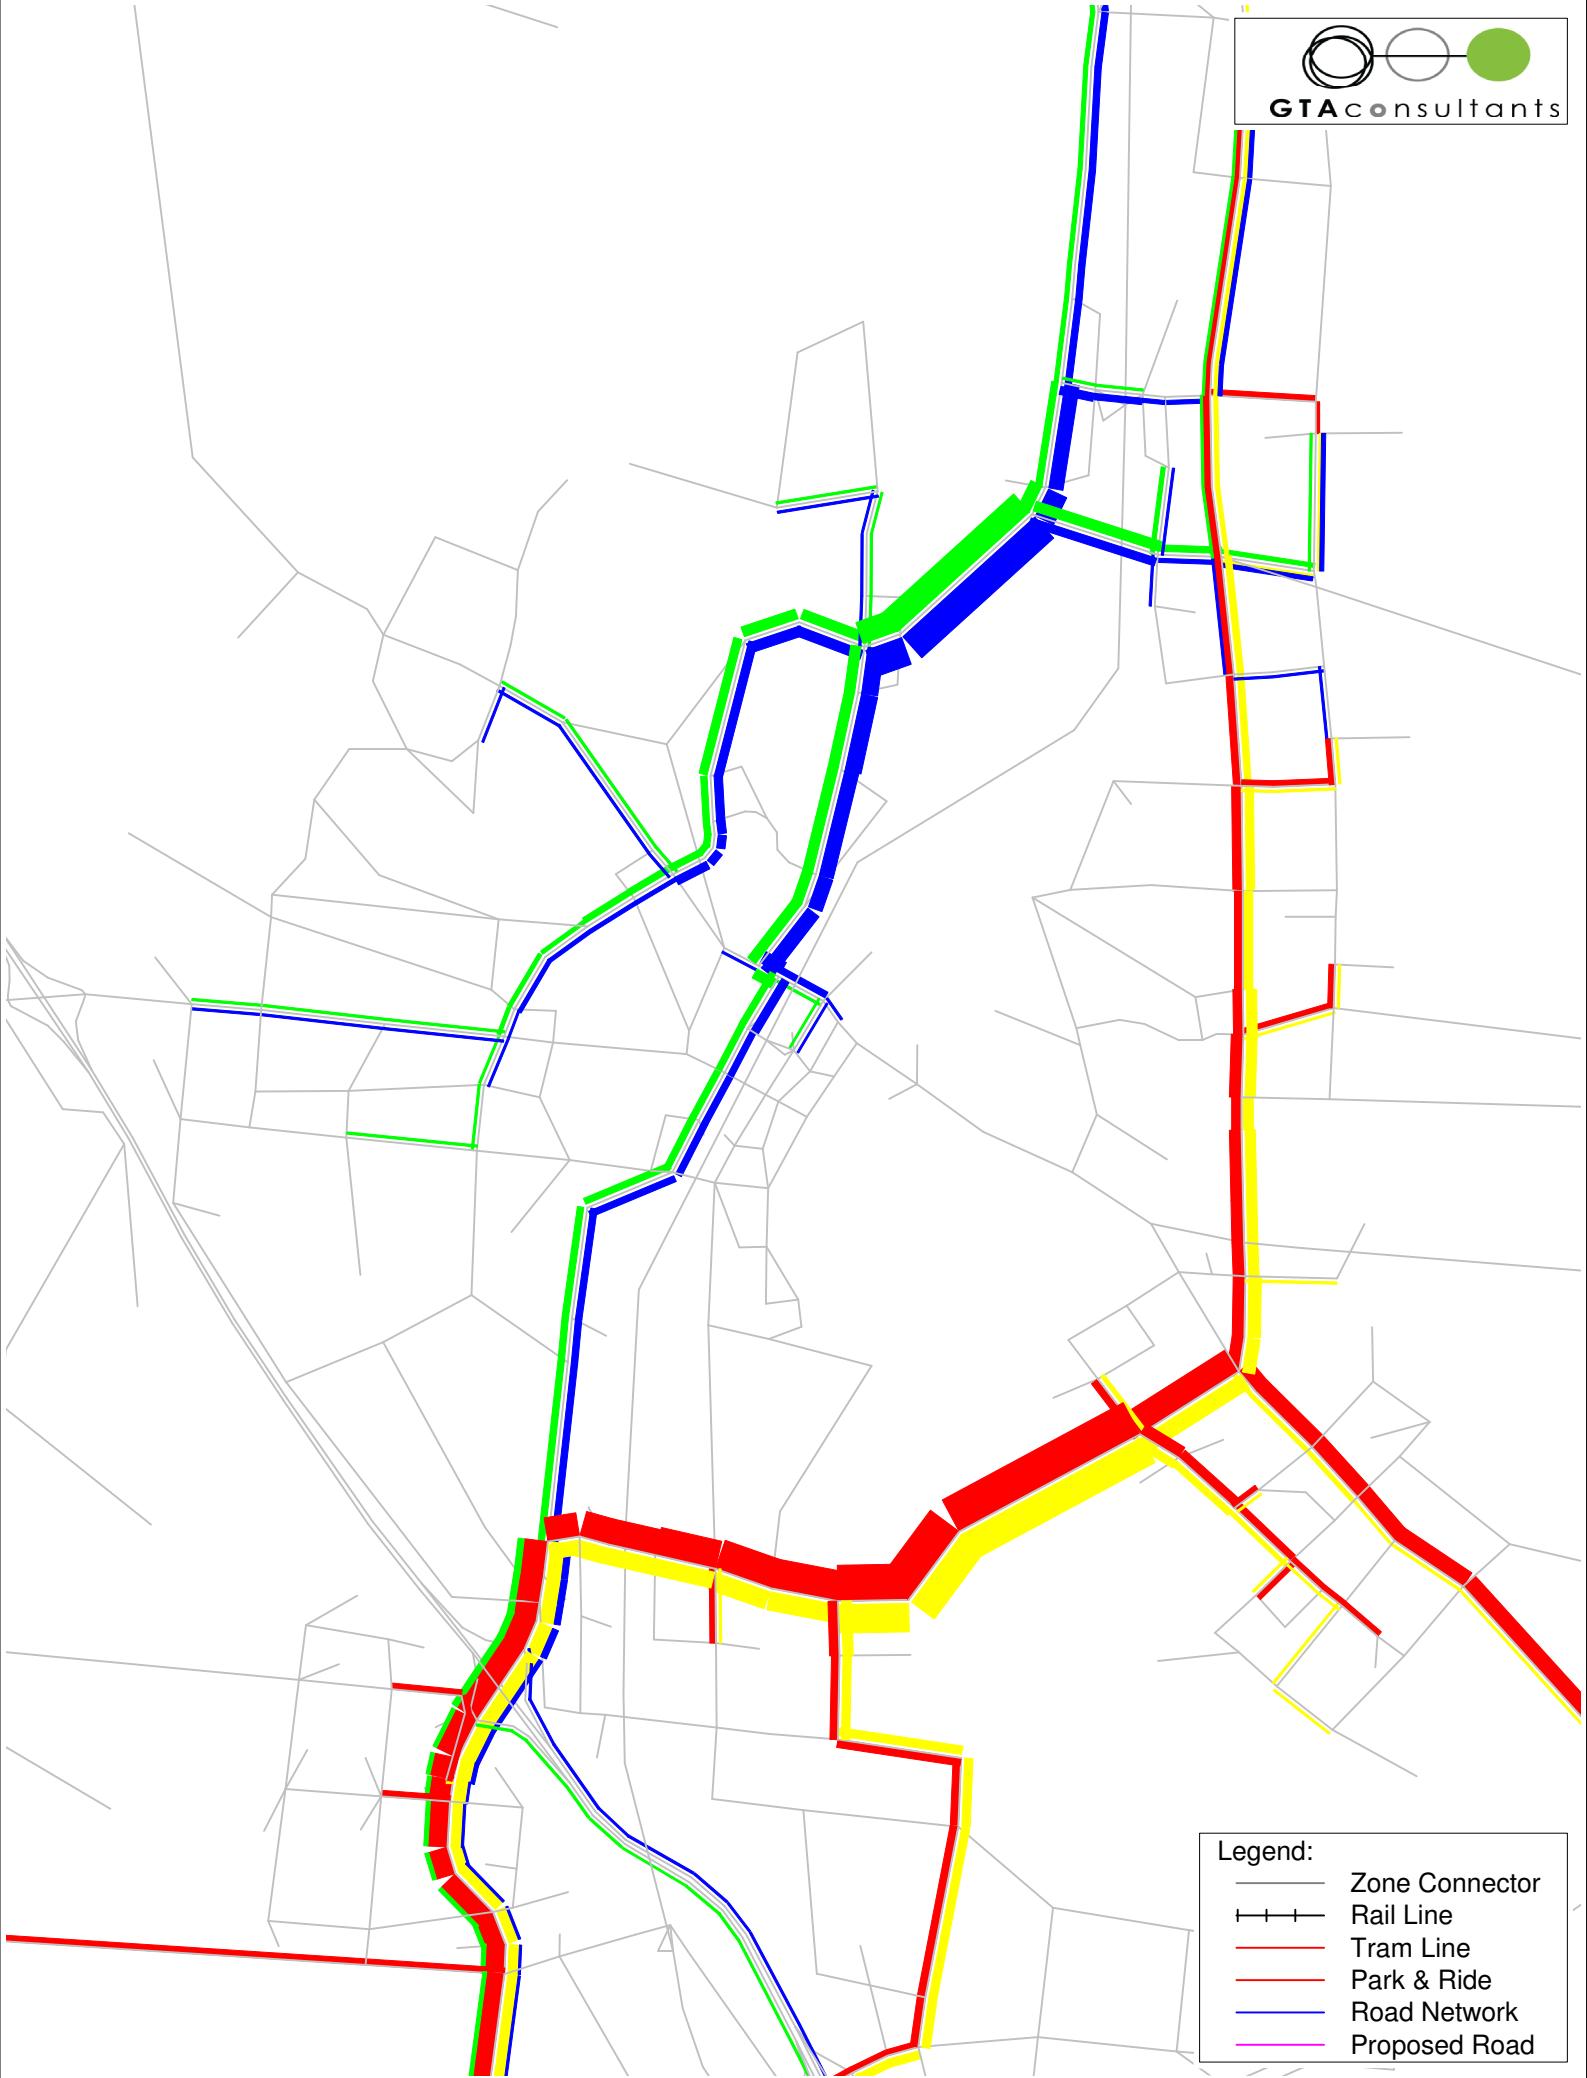 GTAconsultants
Legend:
Zone Connector
Rail Line
Tram Line
Park & Ride
Road Network
Proposed Road